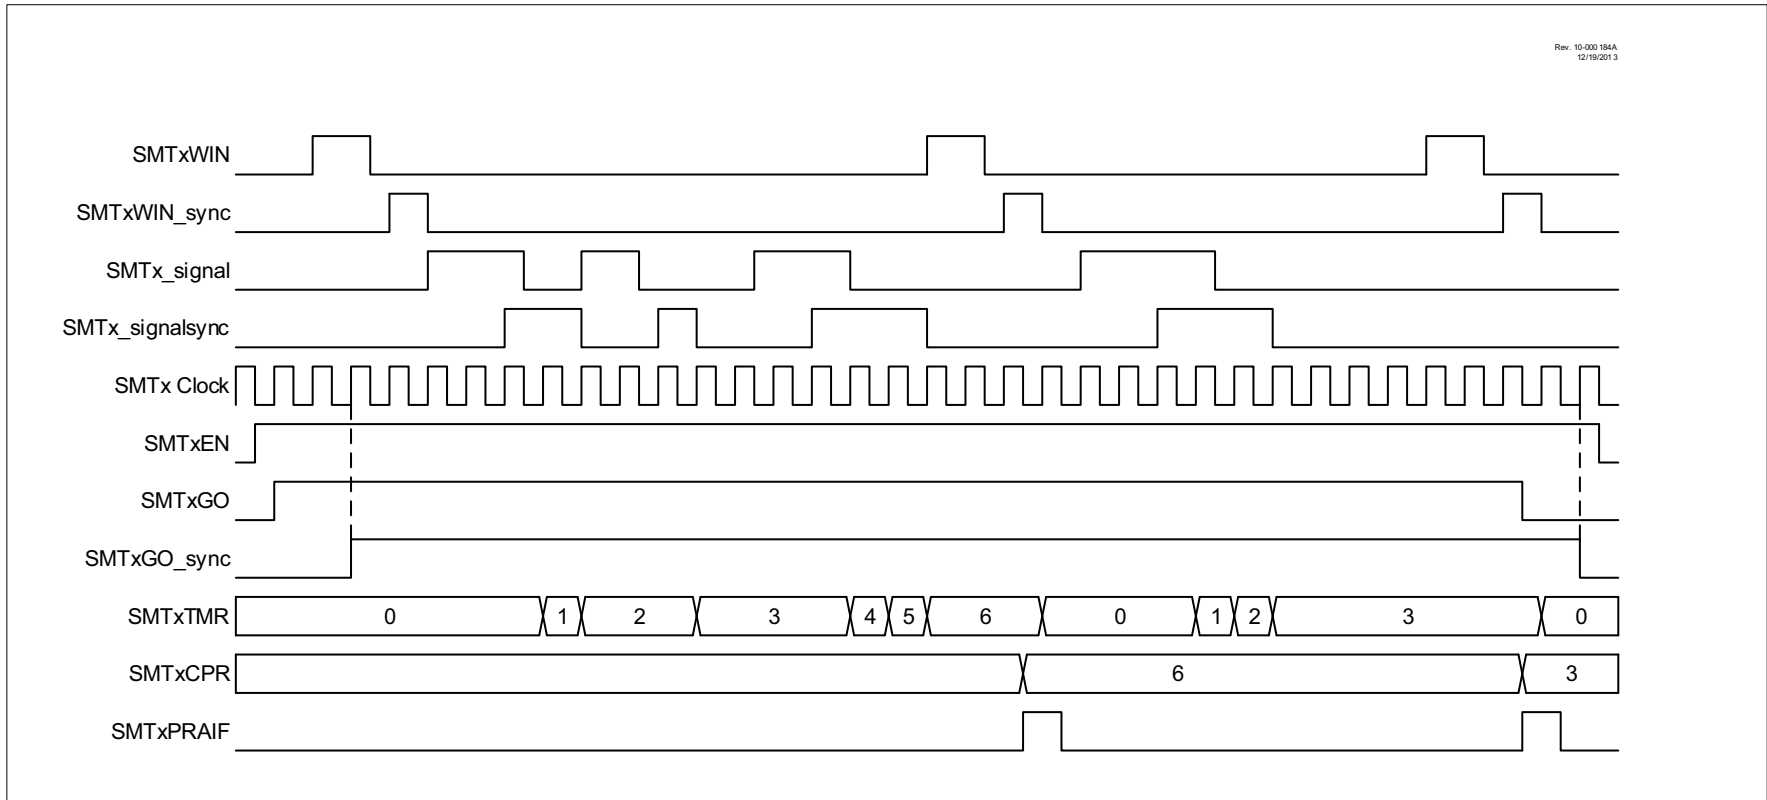 Rev. 10-000 184A
12/19/201 3
SMTxWIN
SMTxWIN_sync
SMTx_signal
SMTx_signalsync
SMTx Clock
SMTxEN
SMTxGO
SMTxGO_sync
SMTxTMR 0 1 2 3 4 5 6 0 1 2 3 0
SMTxCPR 6 3
SMTxPRAIF